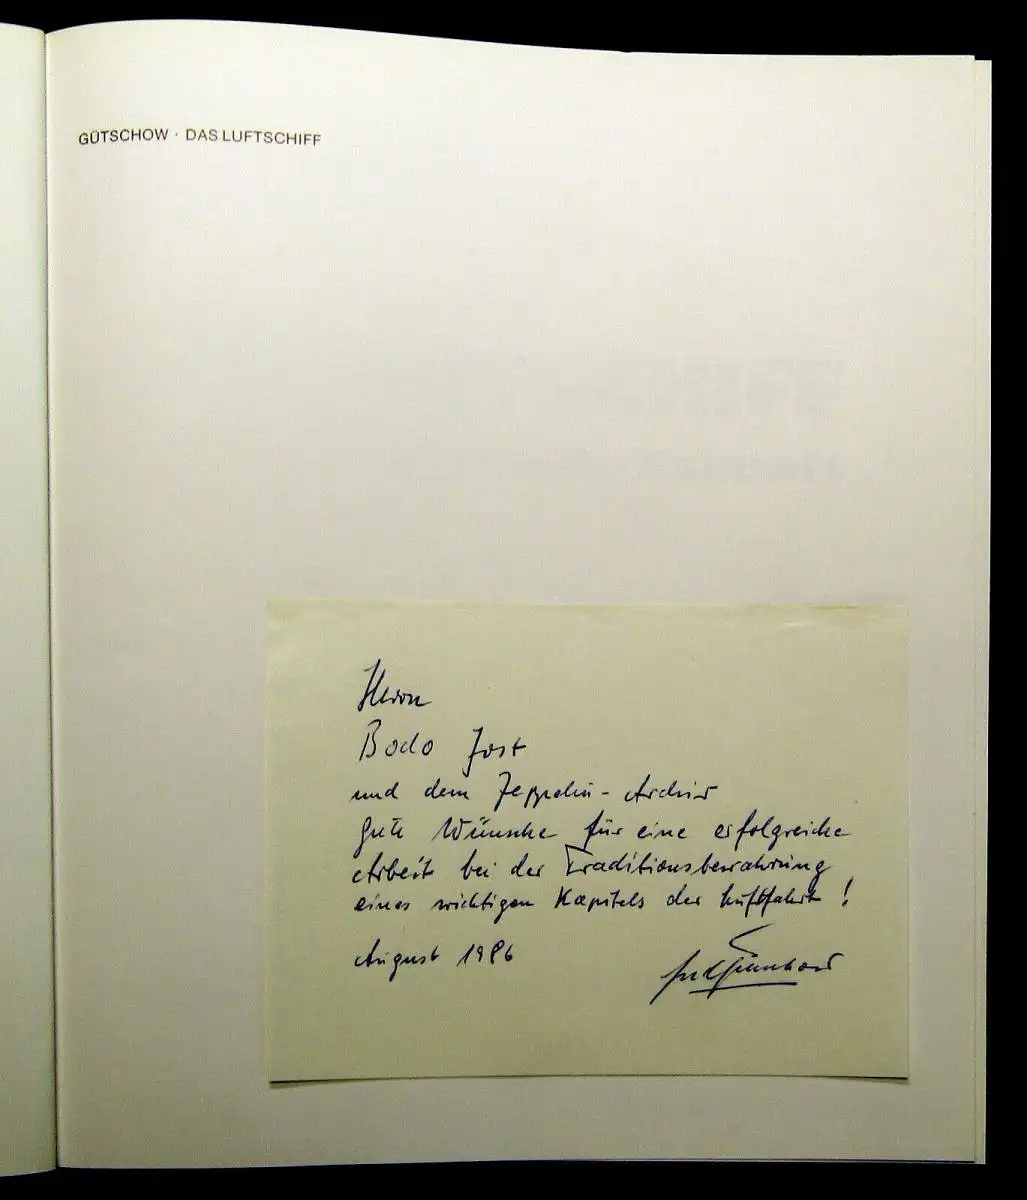 GÜTSCHOW · DAS LUFTSCHIFF
Herrn
Bodo Jost
und dem Zeppelin-Archiv
gute Wünsche für eine erfolgreiche
Arbeit bei der Traditionsbewahrung
eines wichtigen Kapitels der Luftfahrt!
August 1986